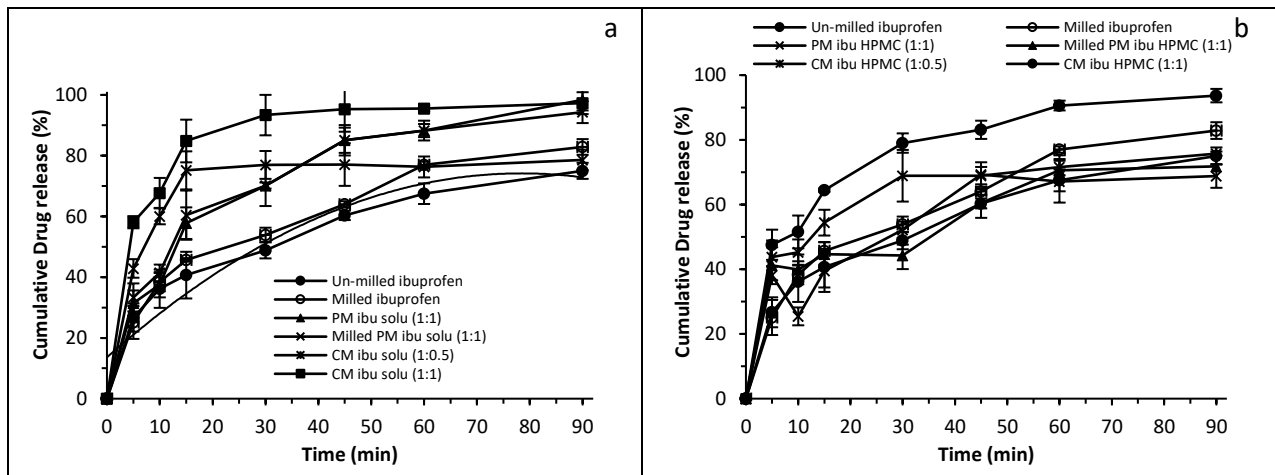 a
Cumulative Drug release (%)
100
80
60
40
20
0
Un-milled ibuprofen
Milled ibuprofen
PM ibu solu (1:1)
Milled PM ibu solu (1:1)
CM ibu solu (1:0.5)
CM ibu solu (1:1)
0 10 20 30 40 50 60 70 80 90
Time (min)
b
Un-milled ibuprofen Milled ibuprofen
PM ibu HPMC (1:1) Milled PM ibu HPMC (1:1)
CM ibu HPMC (1:0.5) CM ibu HPMC (1:1)
Cumulative Drug release (%)
100
80
60
40
20
0
0 10 20 30 40 50 60 70 80 90
Time (min)